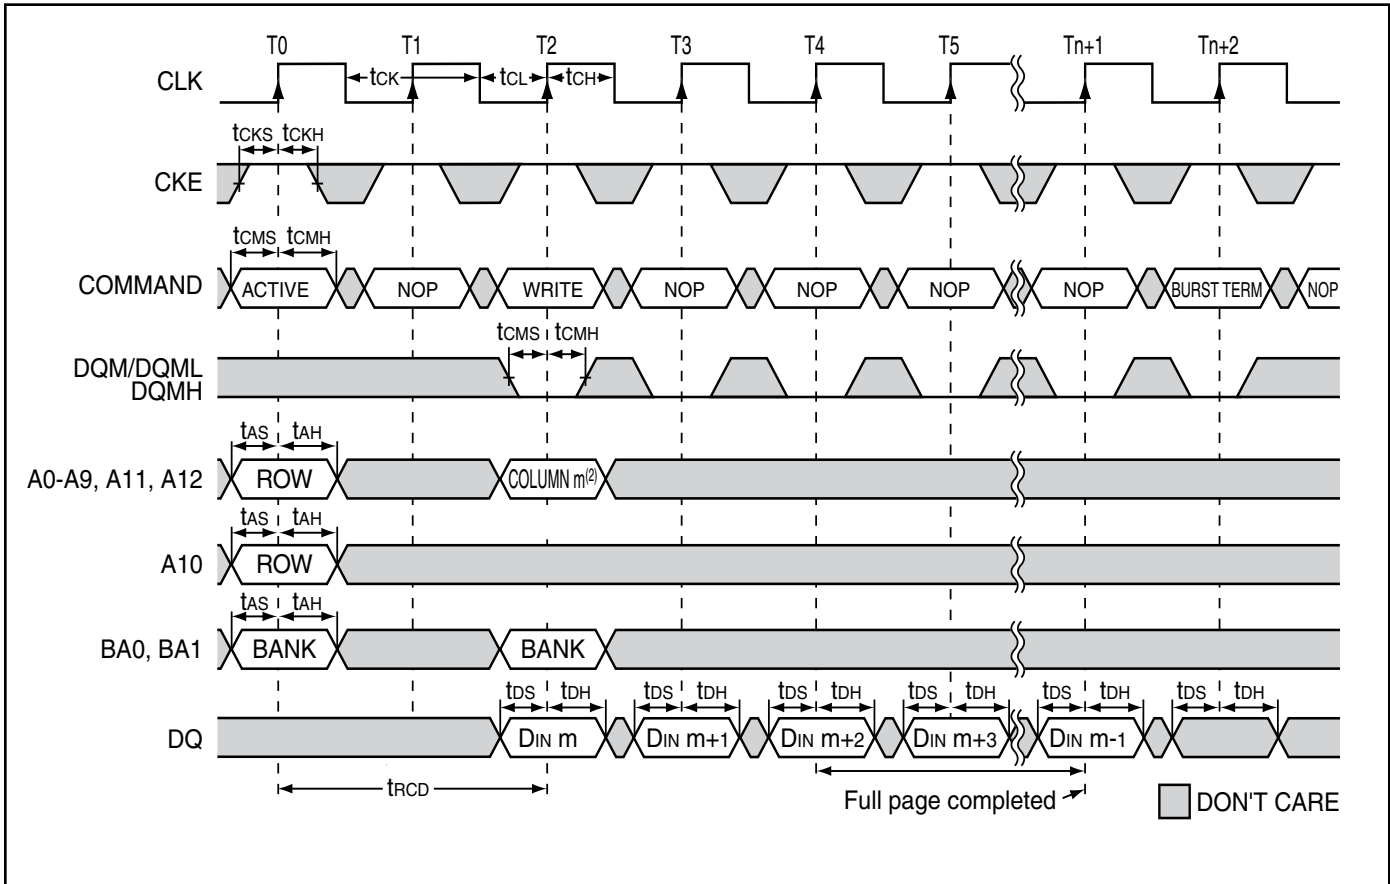 T0 T1 T2 T3 T4 T5 Tn+1 Tn+2
CLK tCK tCL tCH
tCKS tCKH
CKE
tCMS tCMH
COMMAND ACTIVE NOP WRITE NOP NOP NOP NOP BURST TERM NOP
tCMS tCMH
DQM/DQML
DQMH
tAS tAH
A0-A9, A11, A12 ROW COLUMN m(2)
tAS tAH
A10 ROW
tAS tAH
BA0, BA1 BANK BANK
tDS tDH tDS tDH tDS tDH tDS tDH tDS tDH tDS tDH
DQ DIN m DIN m+1 DIN m+2 DIN m+3 DIN m-1
tRCD
Full page completed
DON'T CARE